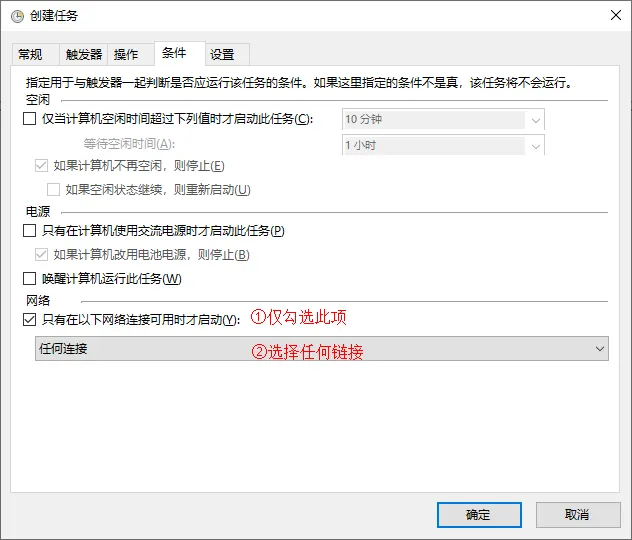 创建任务
常规 触发器 操作 条件 设置
指定用于与触发器一起判断是否应运行该任务的条件。如果这里指定的条件不是真，该任务将不会运行。
空闲
仅当计算机空闲时间超过下列值时才启动此任务(C): 10 分钟
等待空闲时间(A): 1 小时
如果计算机不再空闲，则停止(E)
如果空闲状态继续，则重新启动(U)
电源
只有在计算机使用交流电源时才启动此任务(P)
如果计算机改用电池电源，则停止(B)
唤醒计算机运行此任务(W)
网络
只有在以下网络连接可用时才启动(Y): ①仅勾选此项
任何连接 ②选择任何链接
确定 取消